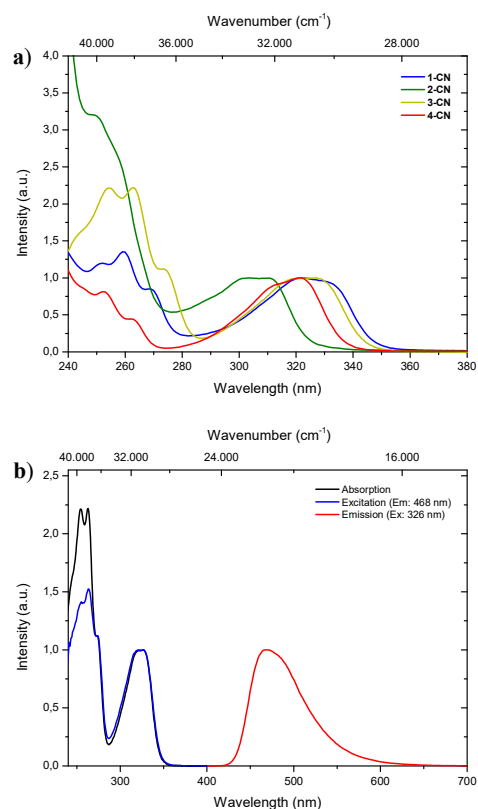 Wavenumber (cm-1)
40.000 36.000 32.000 28.000
a)
1-CN
2-CN
3-CN
4-CN
4,0
3,5
3,0
2,5
2,0
1,5
1,0
0,5
0,0
Intensity (a.u.)
240 260 280 300 320 340 360 380
Wavelength (nm)
Wavenumber (cm-1)
40.000 32.000 24.000 16.000
b)
Absorption
Excitation (Em: 468 nm)
Emission (Ex: 326 nm)
2,5
2,0
1,5
1,0
0,5
0,0
Intensity (a.u.)
300 400 500 600 700
Wavelength (nm)